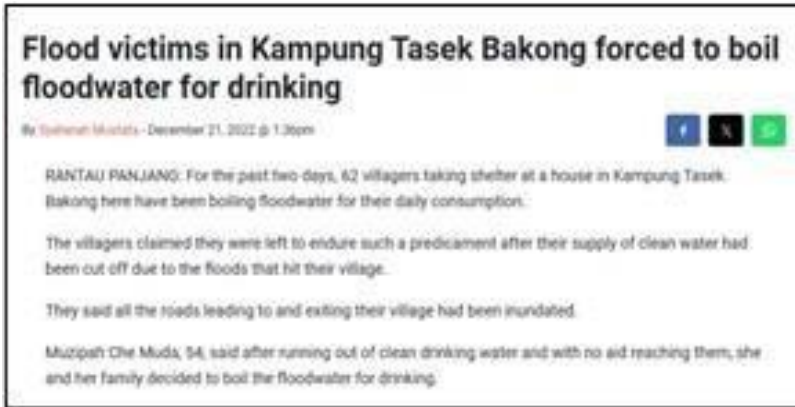 Flood victims in Kampung Tasek Bakong forced to boil
floodwater for drinking
By - December 21, 2022 @ 1:36pm
RANTAU PANJANG: For the past two days, 62 villagers taking shelter at a house in Kampung Tasek
Bakong here have been boiling floodwater for their daily consumption.
The villagers claimed they were left to endure such a predicament after their supply of clean water had
been cut off due to the floods that hit their village.
They said all the roads leading to and exiting their village had been inundated.
Muzipah Che Muda, 54, said after running out of clean drinking water and with no aid reaching them, she
and her family decided to boil the floodwater for drinking.